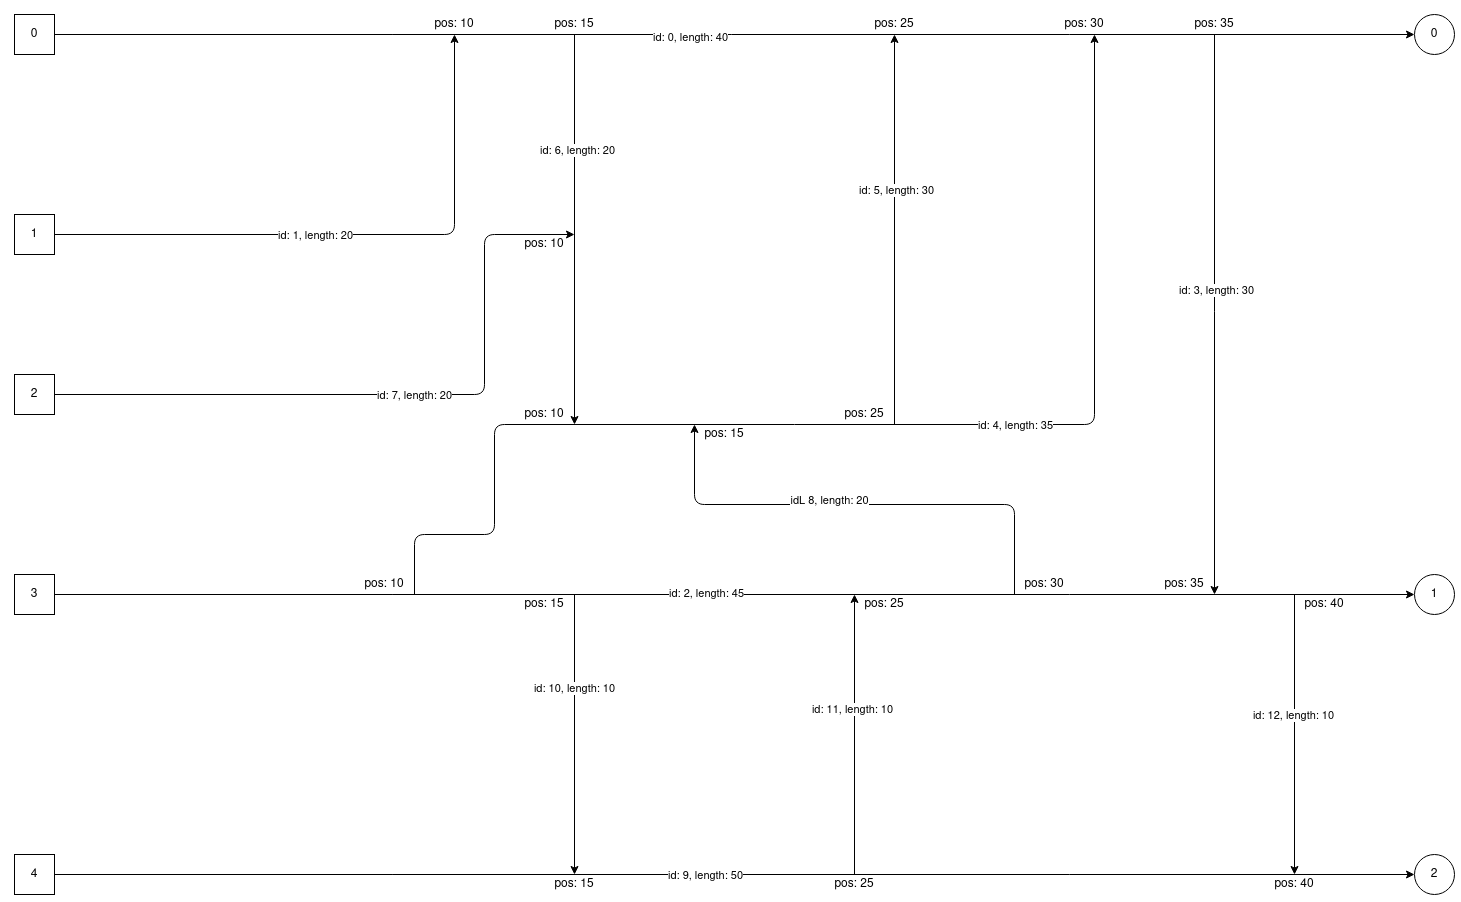 pos: 10
pos: 15
pos: 25
pos: 30
pos: 35
0
id: 0, length: 40
0
id: 6, length: 20
id: 5, length: 30
1
id: 1, length: 20
pos: 10
id: 3, length: 30
2
id: 7, length: 20
pos: 10
pos: 25
id: 4, length: 35
pos: 15
idL 8, length: 20
pos: 10
pos: 30
pos: 35
3
id: 2, length: 45
1
pos: 15
pos: 25
pos: 40
id: 10, length: 10
id: 11, length: 10
id: 12, length: 10
4
id: 9, length: 50
2
pos: 15
pos: 25
pos: 40